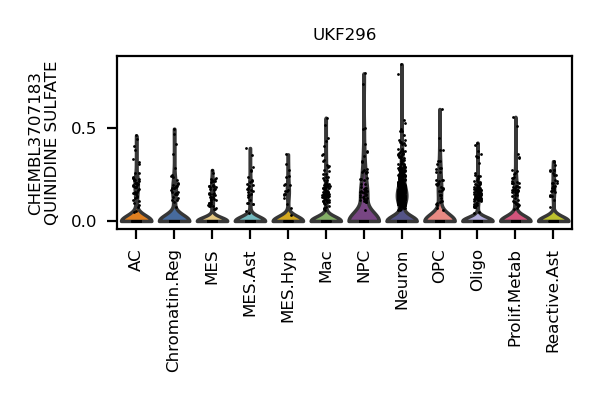 UKF296
CHEMBL3707183
QUINIDINE SULFATE
0.5
0.0
AC
Chromatin.Reg
MES
MES.Ast
MES.Hyp
Mac
NPC
Neuron
OPC
Oligo
Prolif.Metab
Reactive.Ast